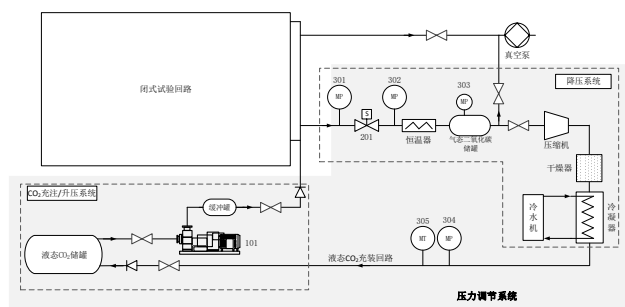 真空泵
降压系统
闭式试验回路
301
302
303
MP
MP
MP
S
201
恒温器
气态二氧化碳
储罐
压缩机
干燥器
CO₂充注/升压系统
缓冲罐
冷水机
冷凝器
305
304
101
MT
MP
液态CO₂储罐
液态CO₂充装回路
压力调节系统